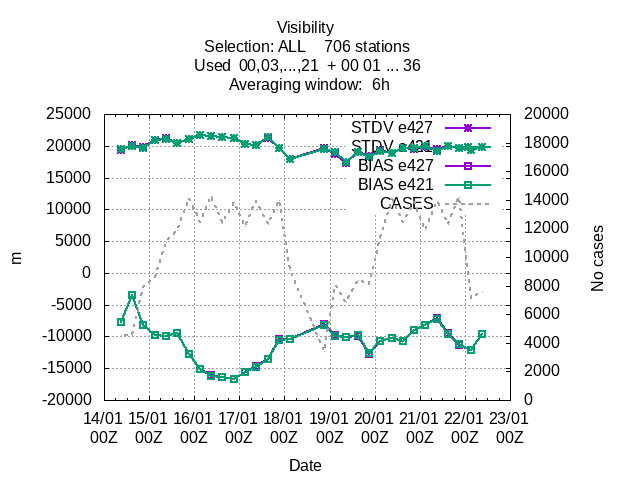 Visibility
Selection: ALL 706 stations
Used 00,03,...,21 + 00 01 ... 36
Averaging window: 6h
25000
20000
15000
10000
5000
0
-5000
-10000
-15000
-20000
m
STDV e427
STDV e421
BIAS e427
BIAS e421
CASES
20000
18000
16000
14000
12000
10000
8000
6000
4000
2000
0
No cases
14/01 15/01 16/01 17/01 18/01 19/01 20/01 21/01 22/01 23/01
00Z 00Z 00Z 00Z 00Z 00Z 00Z 00Z 00Z 00Z
Date